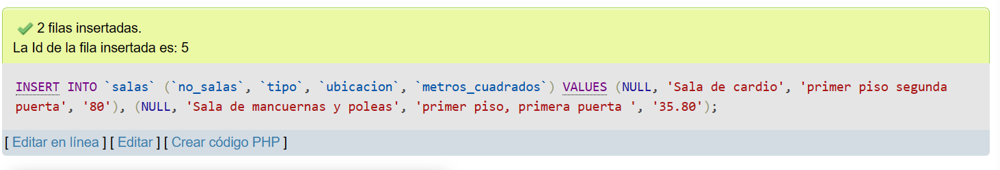 2 filas insertadas.
La Id de la fila insertada es: 5
INSERT INTO `salas` (`no_salas`, `tipo`, `ubicacion`, `metros_cuadrados`) VALUES (NULL, 'Sala de cardio', 'primer piso segunda
puerta', '80'), (NULL, 'Sala de mancuernas y poleas', 'primer piso, primera puerta ', '35.80');
[ Editar en línea ] [ Editar ] [ Crear código PHP ]